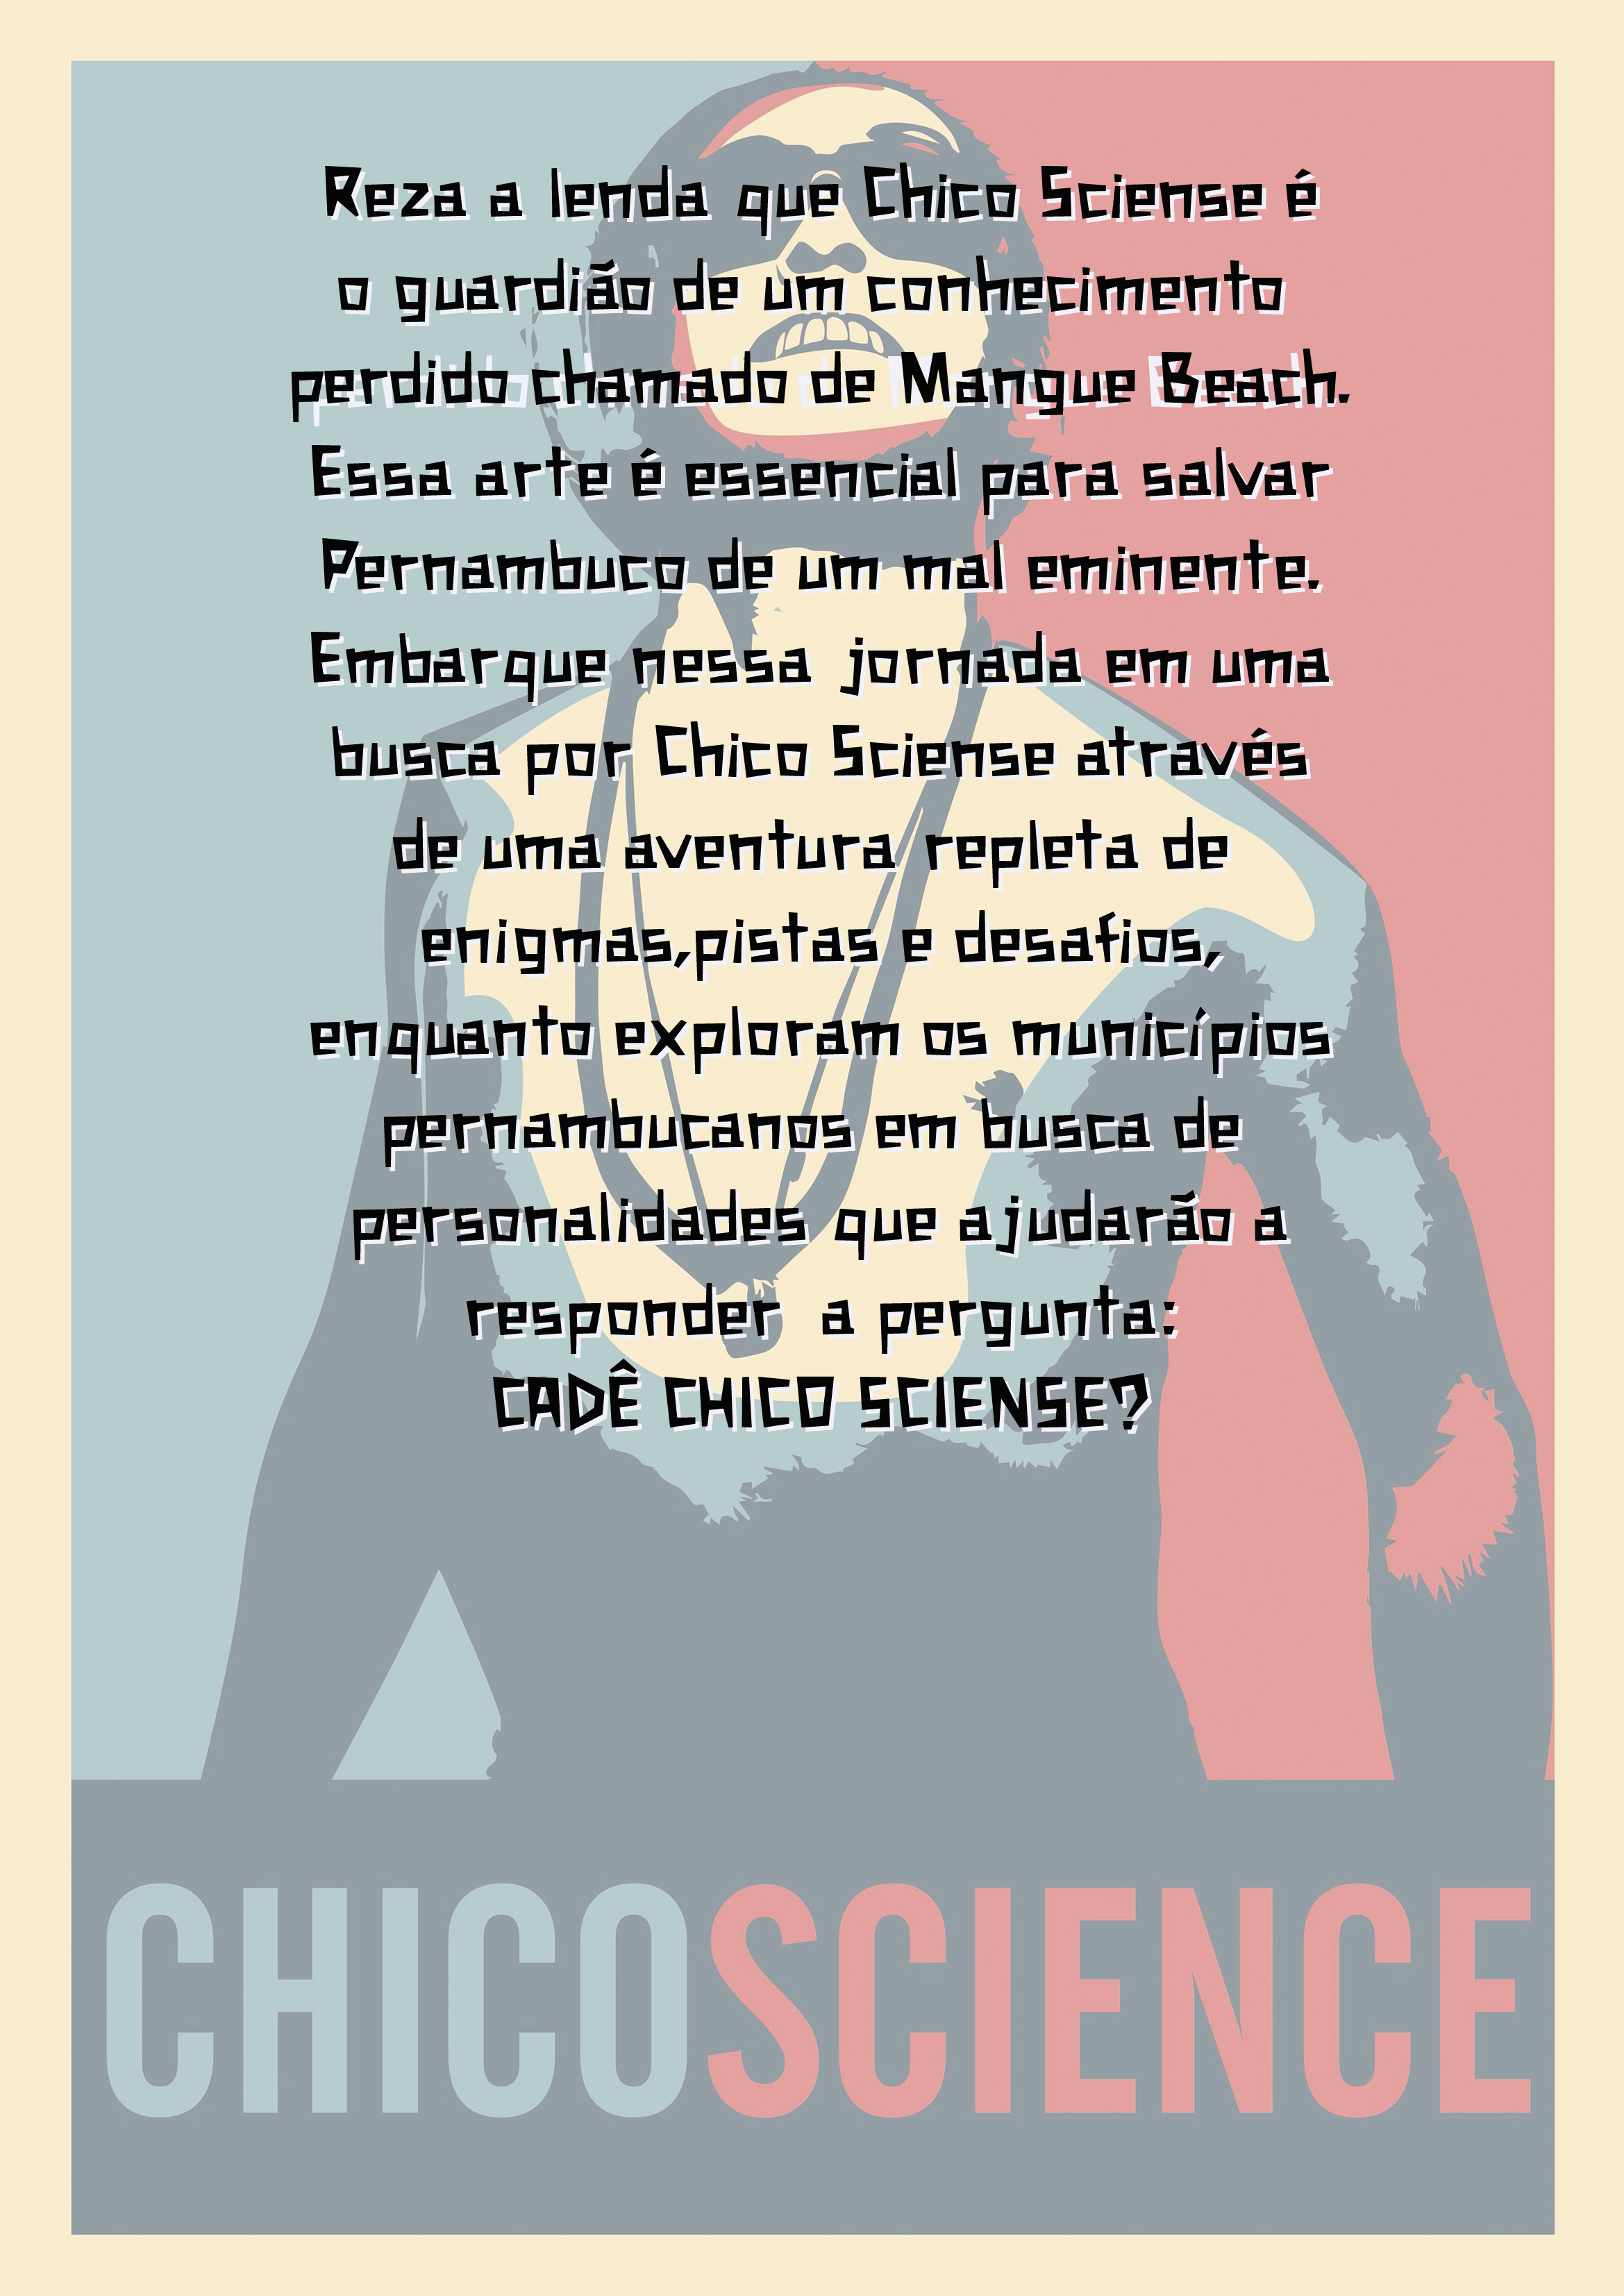 Reza a lenda que Chico Sciense é
o guardião de um conhecimento
perdido chamado de Mangue Beach.
Essa arte é essencial para salvar
Pernambuco de um mal eminente.
Embarque nessa jornada em uma
busca por Chico Sciense através
de uma aventura repleta de
enigmas,pistas e desafios,
enquanto exploram os municípios
pernambucanos em busca de
personalidades que ajudarão a
responder a pergunta:
CADÊ CHICO SCIENSE?
CHICOSCIENCE